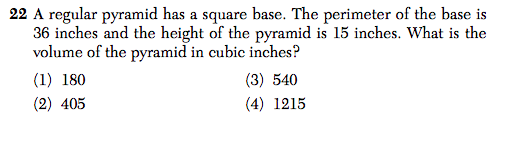 22 A regular pyramid has a square base. The perimeter of the base is
36 inches and the height of the pyramid is 15 inches. What is the
volume of the pyramid in cubic inches?
(1) 180 (3) 540
(2) 405 (4) 1215